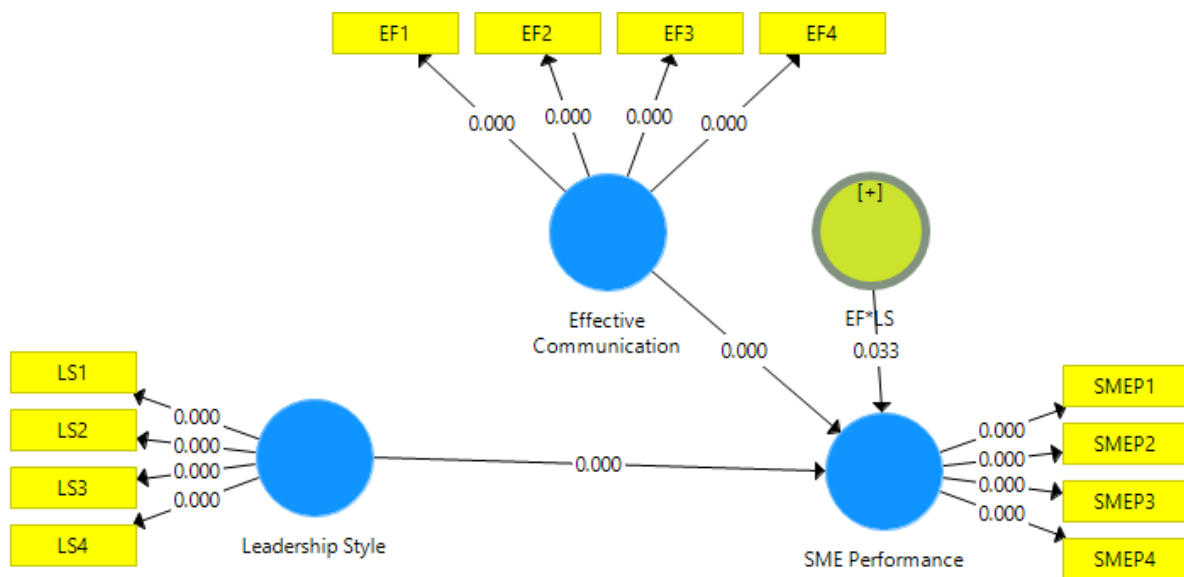 EF1
EF2
EF3
EF4
0.000
0.000
0.000
0.000
[+]
Effective
Communication
EF*LS
0.000
0.033
LS1
LS2
LS3
LS4
0.000
0.000
0.000
0.000
Leadership Style
0.000
SMEP1
SMEP2
SMEP3
SMEP4
0.000
0.000
0.000
0.000
SME Performance